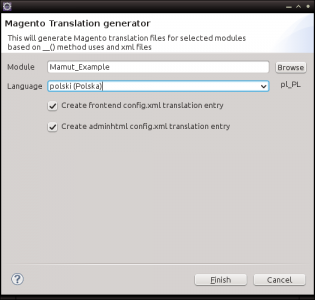 Magento Translation generator
This will generate Magento translation files for selected modules
based on __() method uses and xml files
Module Mamut_Example Browse
Language polski (Polska) pl_PL
Create frontend config.xml translation entry
Create adminhtml config.xml translation entry
? Finish Cancel